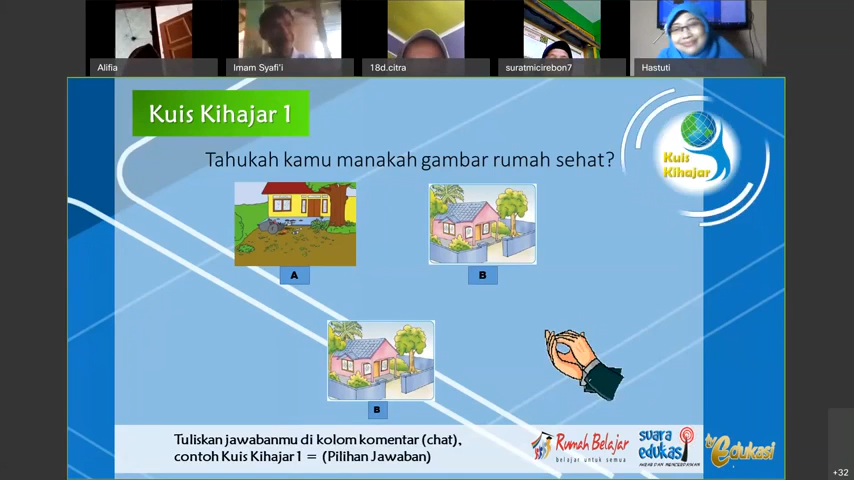 Alifia
Imam Syafi'i
18d.citra
suratmicirebon7
Hastuti
Kuis Kihajar 1
Kuis
Kihajar
Tahukah kamu manakah gambar rumah sehat?
A
B
B
Tuliskan jawabanmu di kolom komentar (chat),
contoh Kuis Kihajar 1 = (Pilihan Jawaban)
Rumah Belajar
belajar untuk semua
suara
edukasi
tv Edukasi
+32